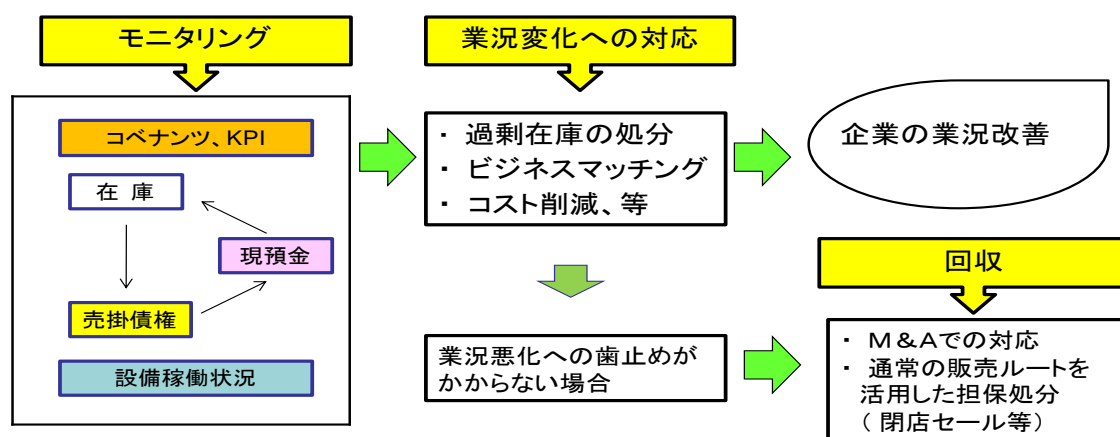 モニタリング
コベナンツ、KPI
在 庫
現預金
売掛債権
設備稼働状況
業況変化への対応
・ 過剰在庫の処分
・ ビジネスマッチング
・ コスト削減、等
企業の業況改善
業況悪化への歯止めが
かからない場合
回収
・ M&Aでの対応
・ 通常の販売ルートを
活用した担保処分
( 閉店セール等)